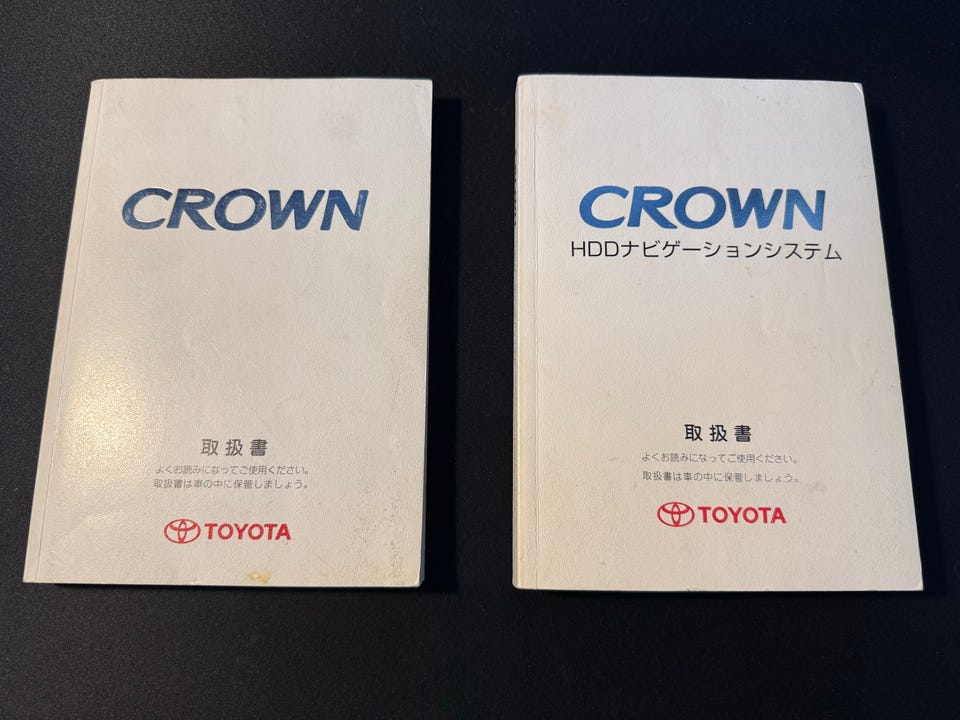 CROWN
取扱書
よくお読みになってご使用ください。
取扱書は車の中に保管しましょう。
TOYOTA
CROWN
HDDナビゲーションシステム
取扱書
よくお読みになってご使用ください。
取扱書は車の中に保管しましょう。
TOYOTA